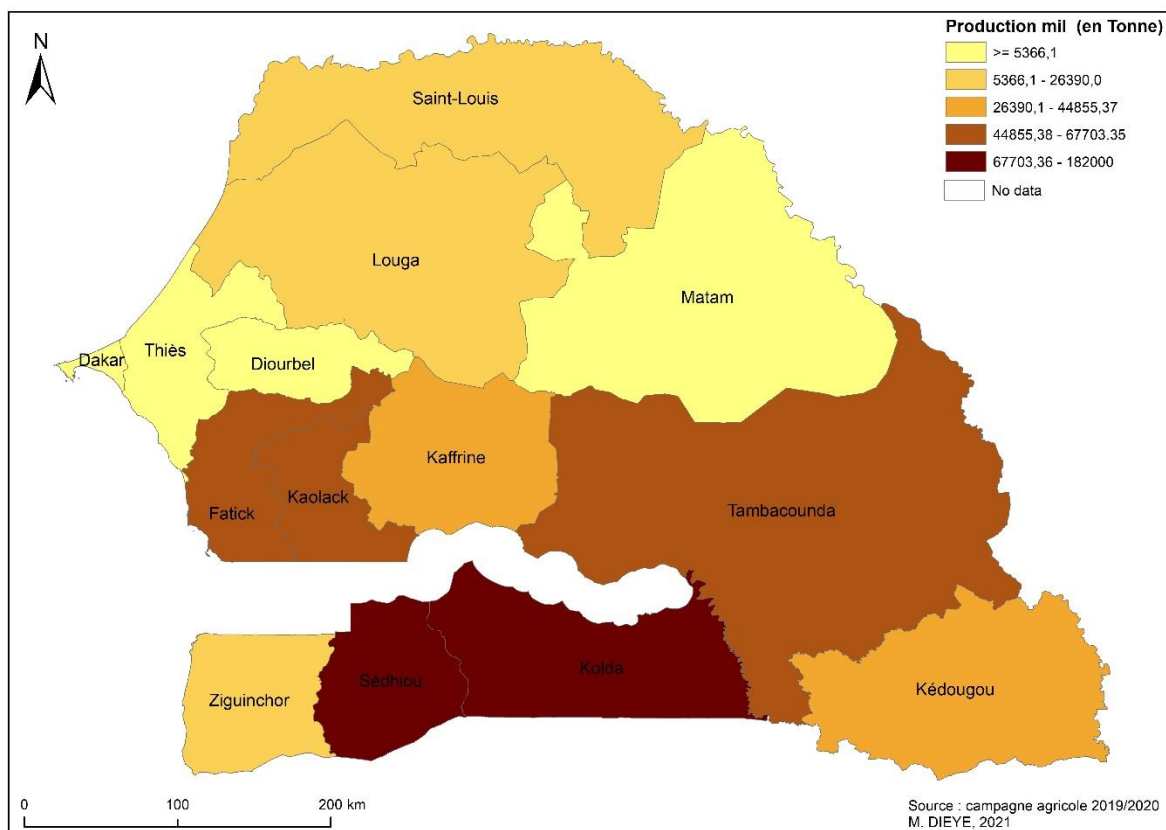 Production mil (en Tonne)
>= 5366,1
5366,1 - 26390,0
26390,1 - 44855,37
44855,38 - 67703.35
67703,36 - 182000
No data
N
Saint-Louis
Louga
Matam
Dakar
Thiès
Diourbel
Kaffrine
Kaolack
Fatick
Tambacounda
Kolda
Sédhiou
Ziguinchor
Kédougou
0 100 200 km
Source : campagne agricole 2019/2020
M. DIEYE, 2021